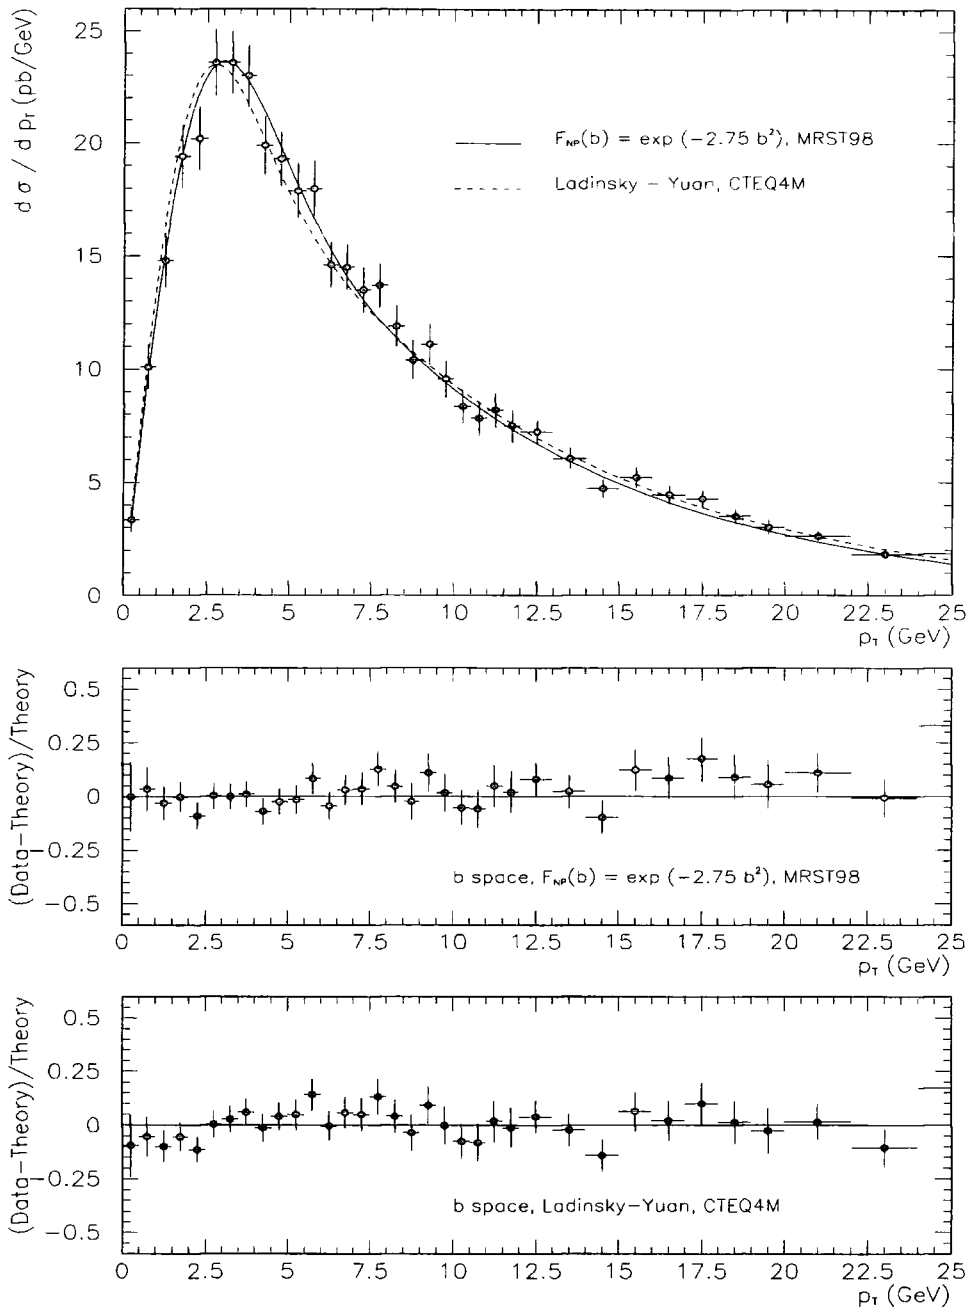 d σ / d pT (pb/GeV)
25
20
15
10
5
0
F_NP(b) = exp (−2.75 b²), MRST98
Ladinsky − Yuan, CTEQ4M
0 2.5 5 7.5 10 12.5 15 17.5 20 22.5 25
pT (GeV)
(Data−Theory)/Theory
0.5
0.25
0
−0.25
−0.5
b space, F_NP(b) = exp (−2.75 b²), MRST98
0 2.5 5 7.5 10 12.5 15 17.5 20 22.5 25
pT (GeV)
(Data−Theory)/Theory
0.5
0.25
0
−0.25
−0.5
b space, Ladinsky−Yuan, CTEQ4M
0 2.5 5 7.5 10 12.5 15 17.5 20 22.5 25
pT (GeV)